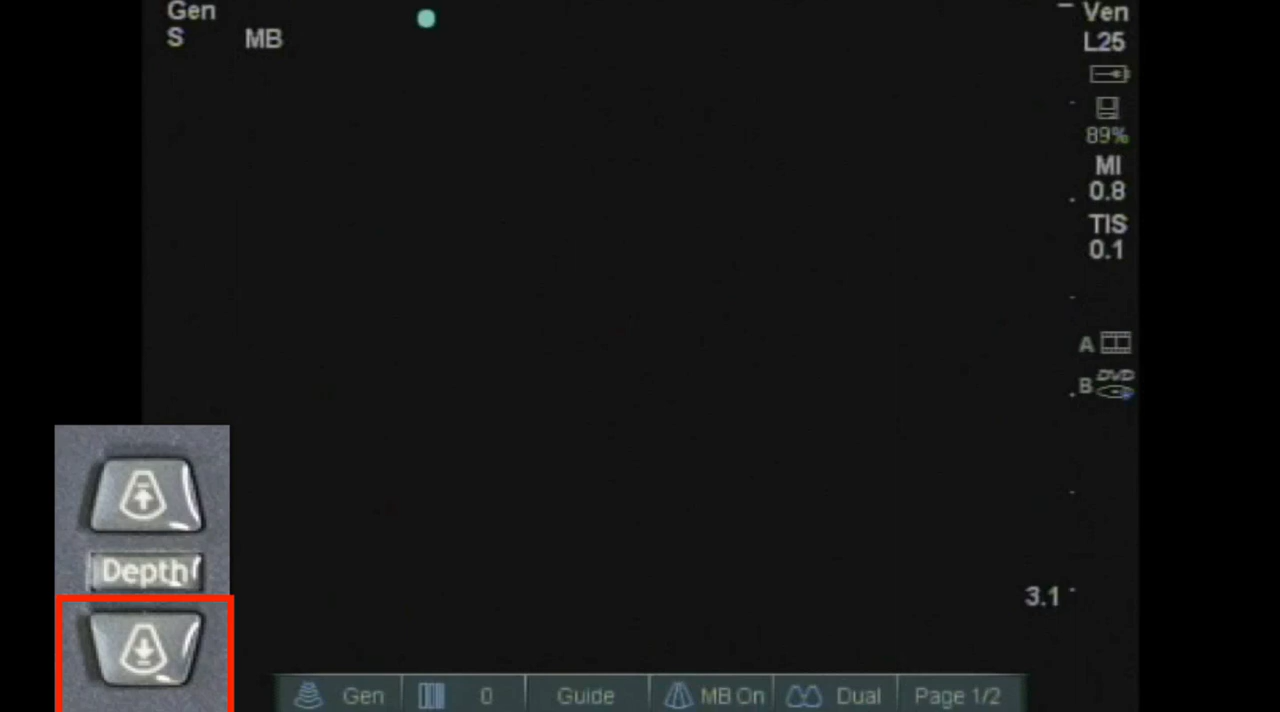 Gen
S MB
Ven
L25
89%
MI
0.8
TIS
0.1
A
B DVD
Depth
3.1
Gen 0 Guide MB On Dual Page 1/2